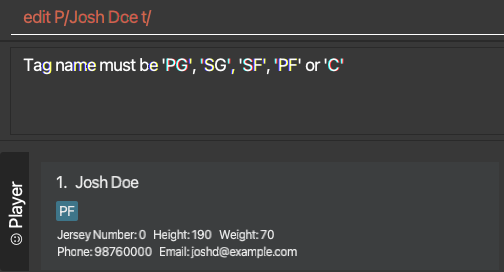 edit P/Josh Doe t/
Tag name must be 'PG', 'SG', 'SF', 'PF' or 'C'
Player
1. Josh Doe
PF
Jersey Number: 0 Height: 190 Weight: 70
Phone: 98760000 Email: joshd@example.com